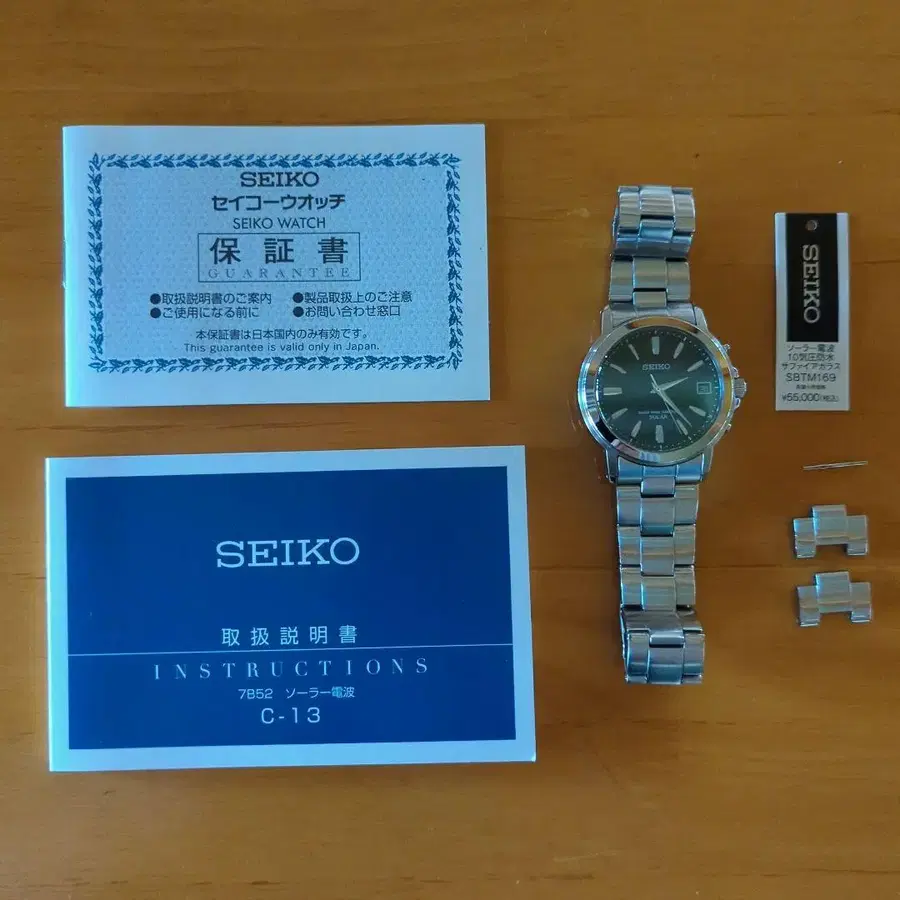 SEIKO
セイコーウオッチ
SEIKO WATCH
保証書
GUARANTEE
●取扱説明書のご案内 ●製品取扱上のご注意
●ご使用になる前に ●お問い合わせ窓口
本保証書は日本国内のみ有効です。
This guarantee is valid only in Japan.
SEIKO
取扱説明書
INSTRUCTIONS
7B52 ソーラー電波
C-13
SEIKO
SOLAR
SEIKO
ソーラー電波
10気圧防水
サファイアガラス
SBTM169
¥55,000(税込)